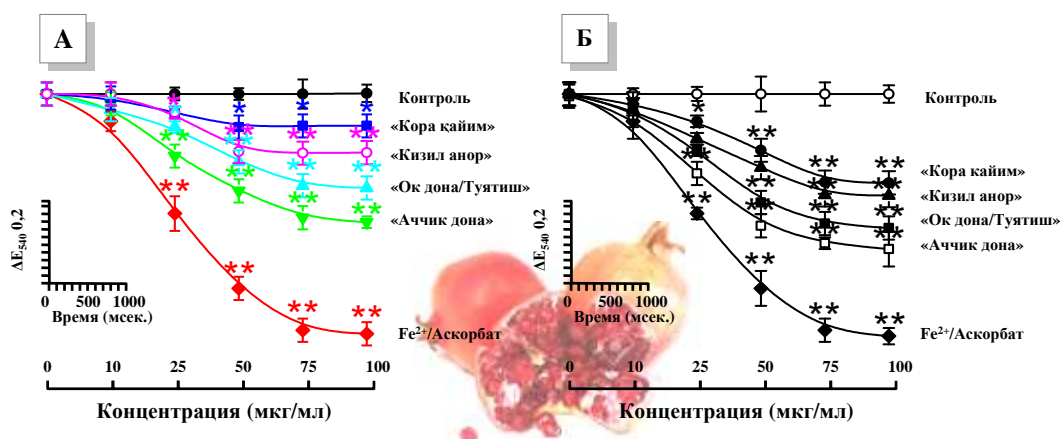 А
Контроль
«Кора қайим»
«Кизил анор»
«Ок дона/Туятиш»
«Аччик дона»
Fe²⁺/Аскорбат
* * * *
** ** **
** ** **
** ** ** **
** ** ** **
ΔE₅₄₀ 0,2
0 500 1000
Время (мсек.)
0 10 25 50 75 100
Концентрация (мкг/мл)
Б
Контроль
«Кора кайим»
«Кизил анор»
«Ок дона/Туятиш»
«Аччик дона»
Fe²⁺/Аскорбат
* ** ** **
** ** ** **
ΔE₅₄₀ 0,2
0 500 1000
Время (мсек.)
0 10 25 50 75 100
Концентрация (мкг/мл)